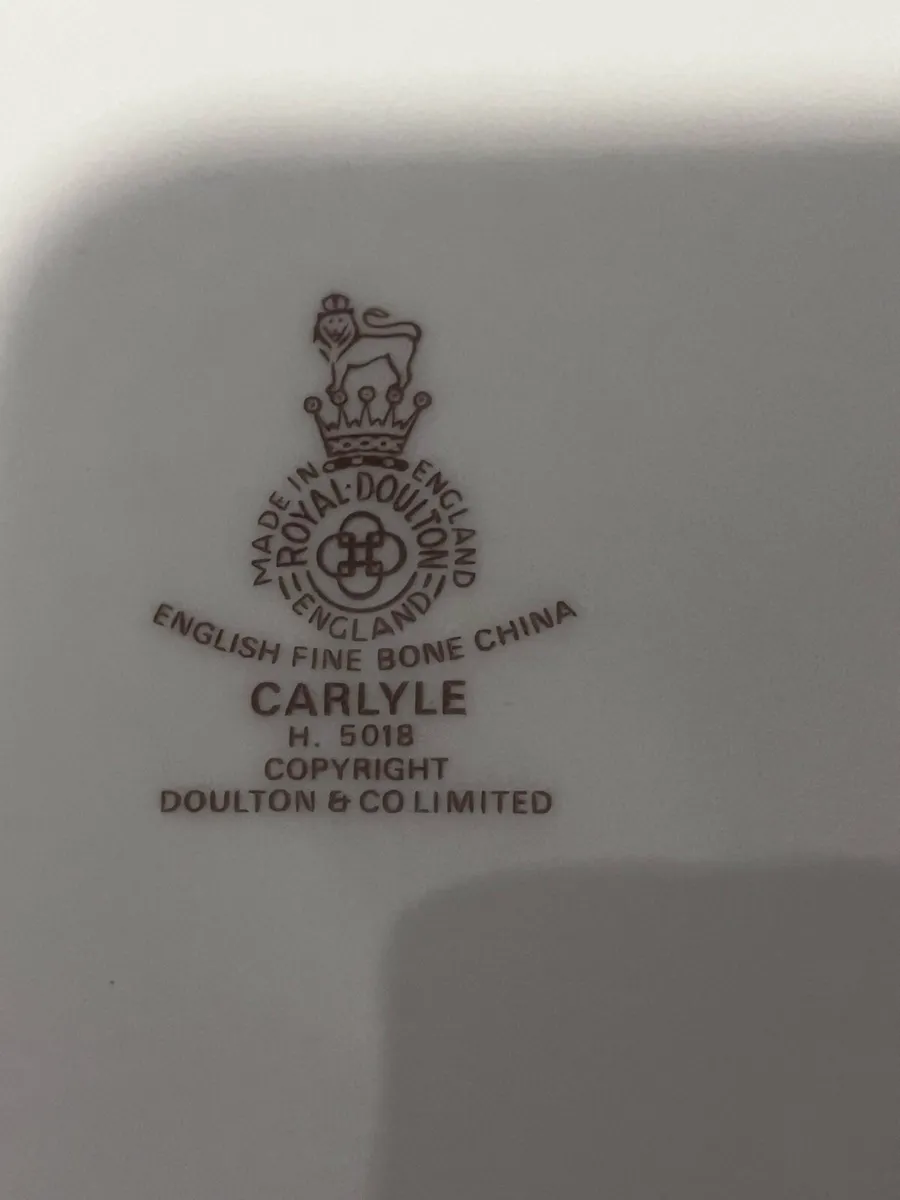 MADE IN ENGLAND
ROYAL·DOULTON
ENGLAND
ENGLISH FINE BONE CHINA
CARLYLE
H. 5018
COPYRIGHT
DOULTON & CO LIMITED